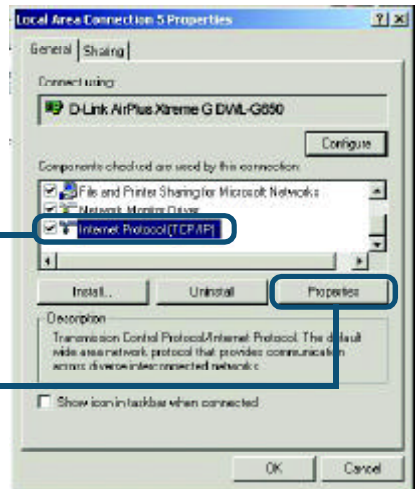 Local Area Connection 5 Properties
General
Sharing
Connect using:
D-Link AirPlus Xtreme G DWL-G650
Configure
Components checked are used by this connection:
File and Printer Sharing for Microsoft Networks
Network Monitor Driver
Internet Protocol (TCP/IP)
Install...
Uninstall
Properties
Description
Transmission Control Protocol/Internet Protocol. The default
wide area network protocol that provides communication
across diverse interconnected networks.
Show icon in taskbar when connected
OK
Cancel